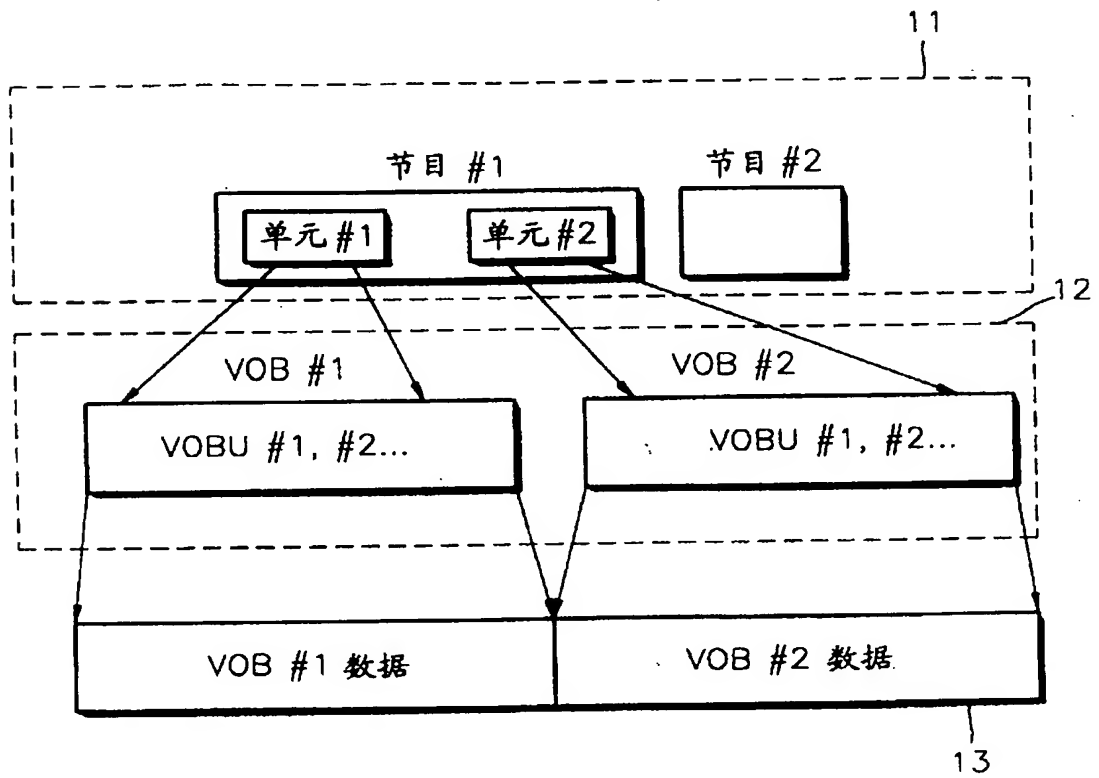 11
节目 #1
节目 #2
单元 #1
单元 #2
12
VOB #1
VOB #2
VOBU #1, #2...
VOBU #1, #2...
VOB #1 数据
VOB #2 数据
13